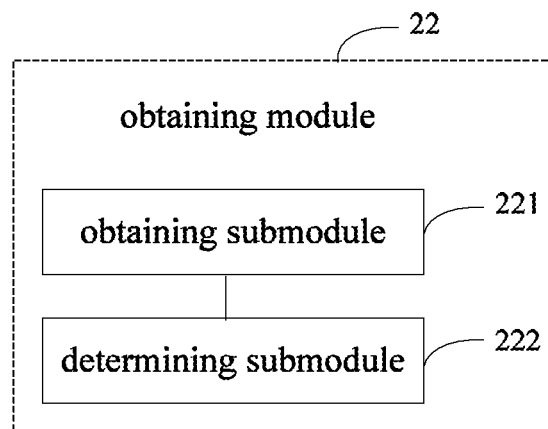 22
obtaining module
221
obtaining submodule
222
determining submodule